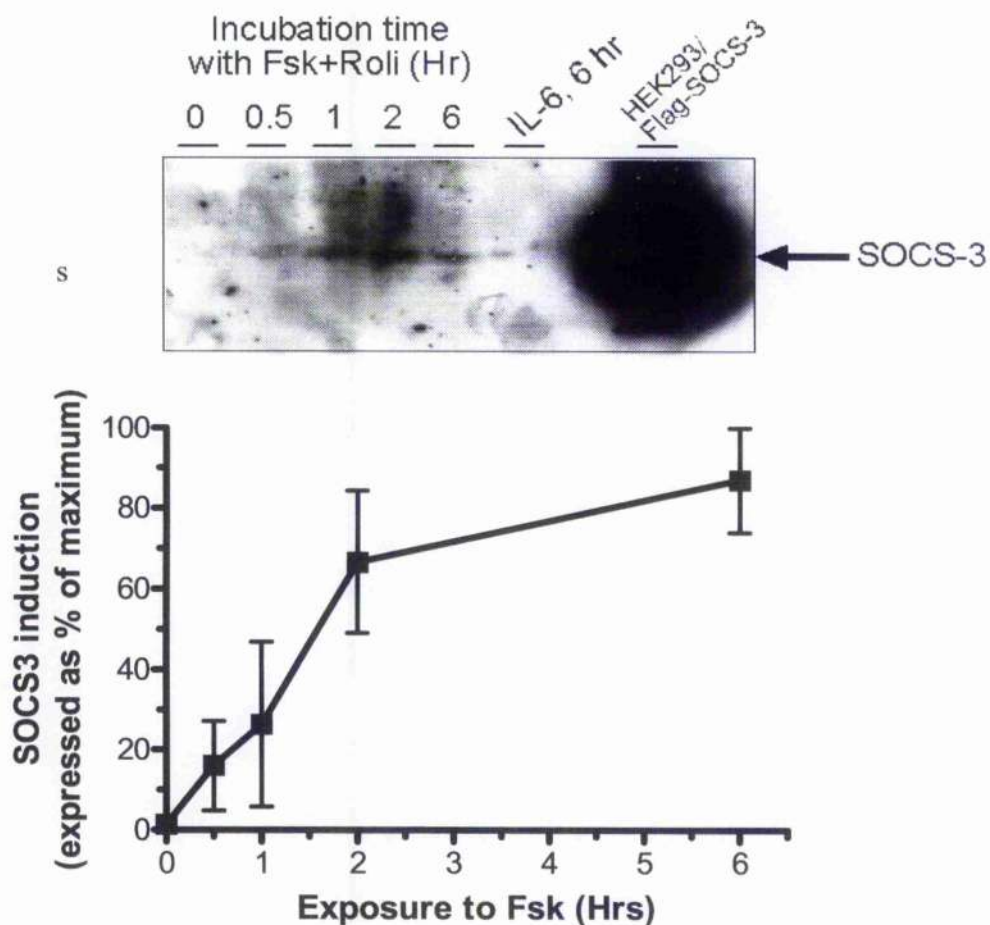 Incubation time
with Fsk+Roli (Hr)
0 0.5 1 2 6 IL-6, 6 hr HEK293/
Flag-SOCS-3
s
SOCS-3
100
80
60
40
20
0
SOCS3 induction
(expressed as % of maximum)
0 1 2 3 4 5 6
Exposure to Fsk (Hrs)